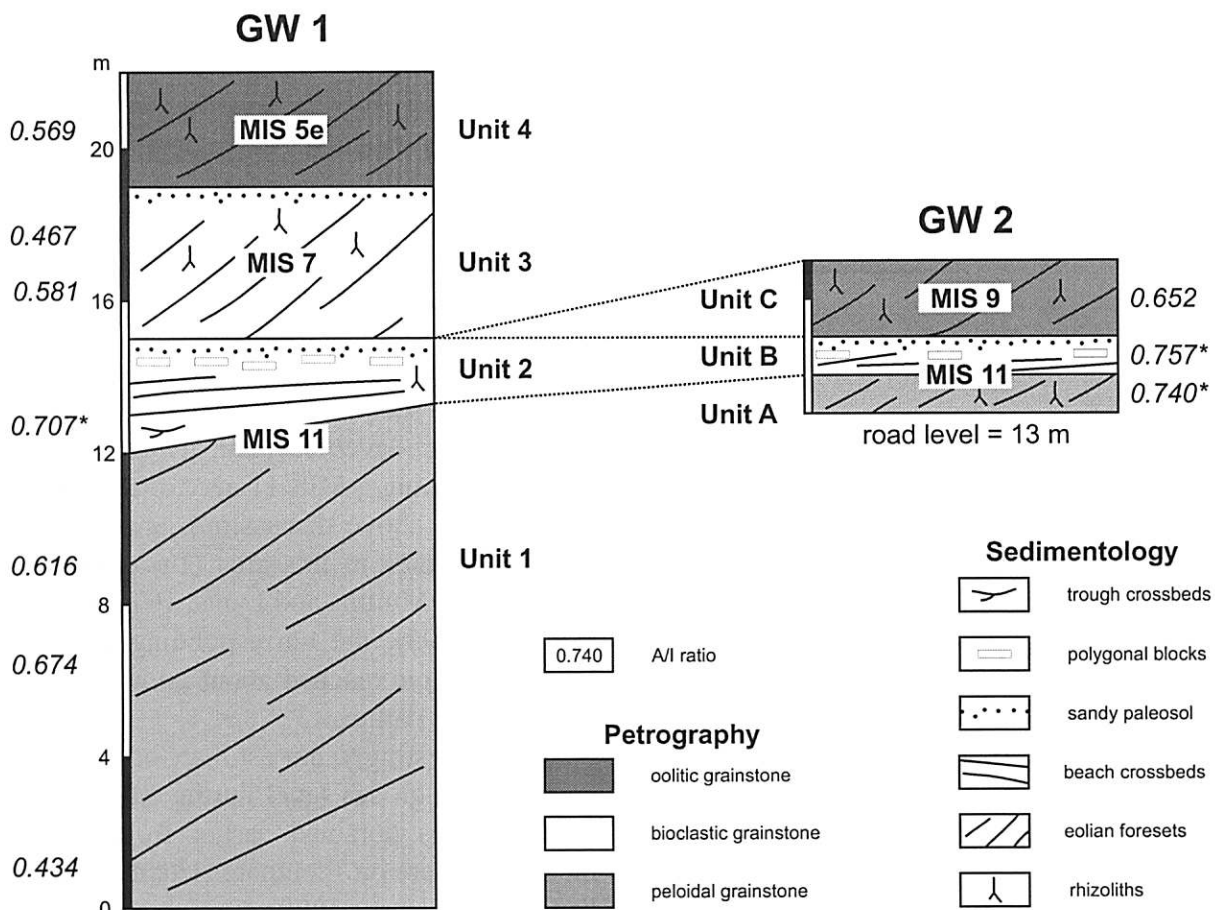 GW 1
m
0.569
MIS 5e
Unit 4
20
0.467
MIS 7
Unit 3
0.581
16
Unit 2
0.707*
MIS 11
12
0.616
Unit 1
8
0.674
4
0.434
0
GW 2
Unit C
MIS 9
0.652
Unit B
0.757*
MIS 11
Unit A
0.740*
road level = 13 m
0.740
A/I ratio
Petrography
oolitic grainstone
bioclastic grainstone
peloidal grainstone
Sedimentology
trough crossbeds
polygonal blocks
sandy paleosol
beach crossbeds
eolian foresets
rhizoliths